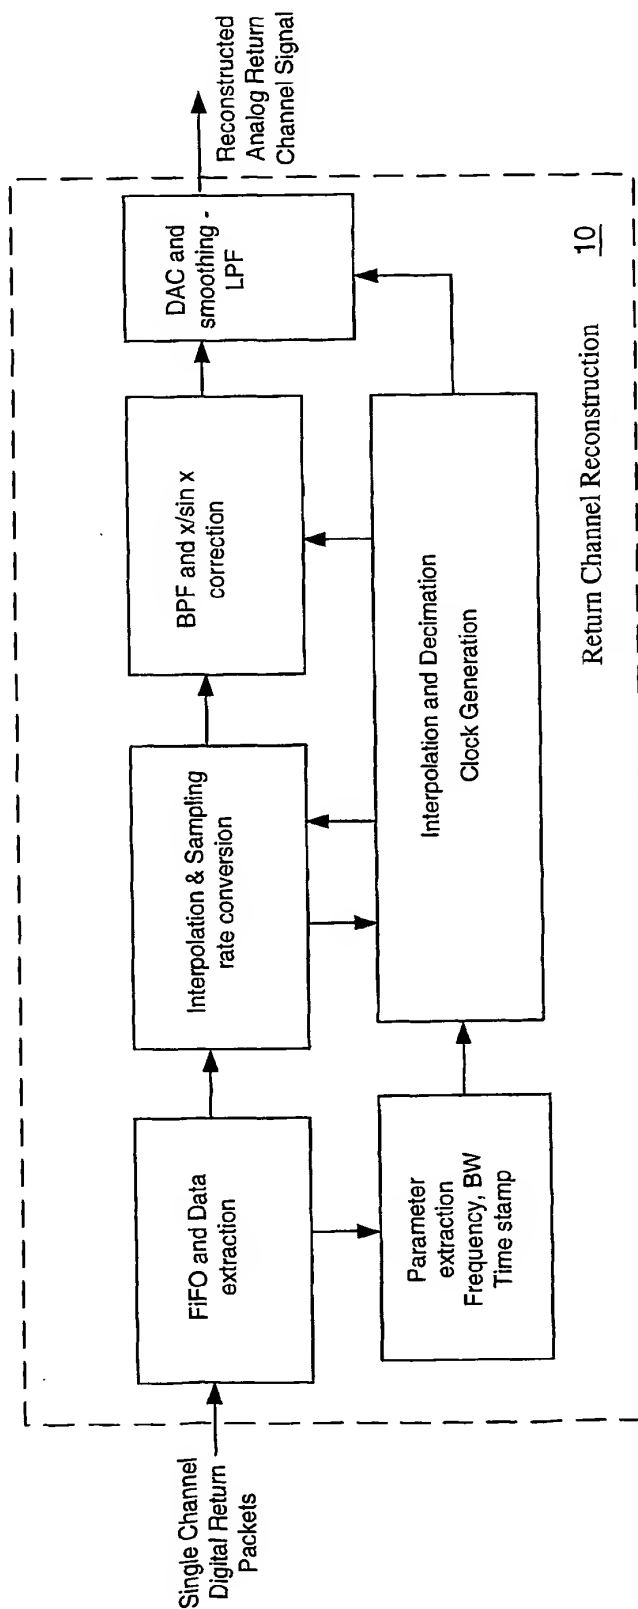 Single Channel
Digital Return
Packets
FiFO and Data
extraction
Parameter
extraction
Frequency, BW
Time stamp
Interpolation & Sampling
rate conversion
Interpolation and Decimation
Clock Generation
BPF and x/sin x
correction
DAC and
smoothing -
LPF
Reconstructed
Analog Return
Channel Signal
Return Channel Reconstruction
10